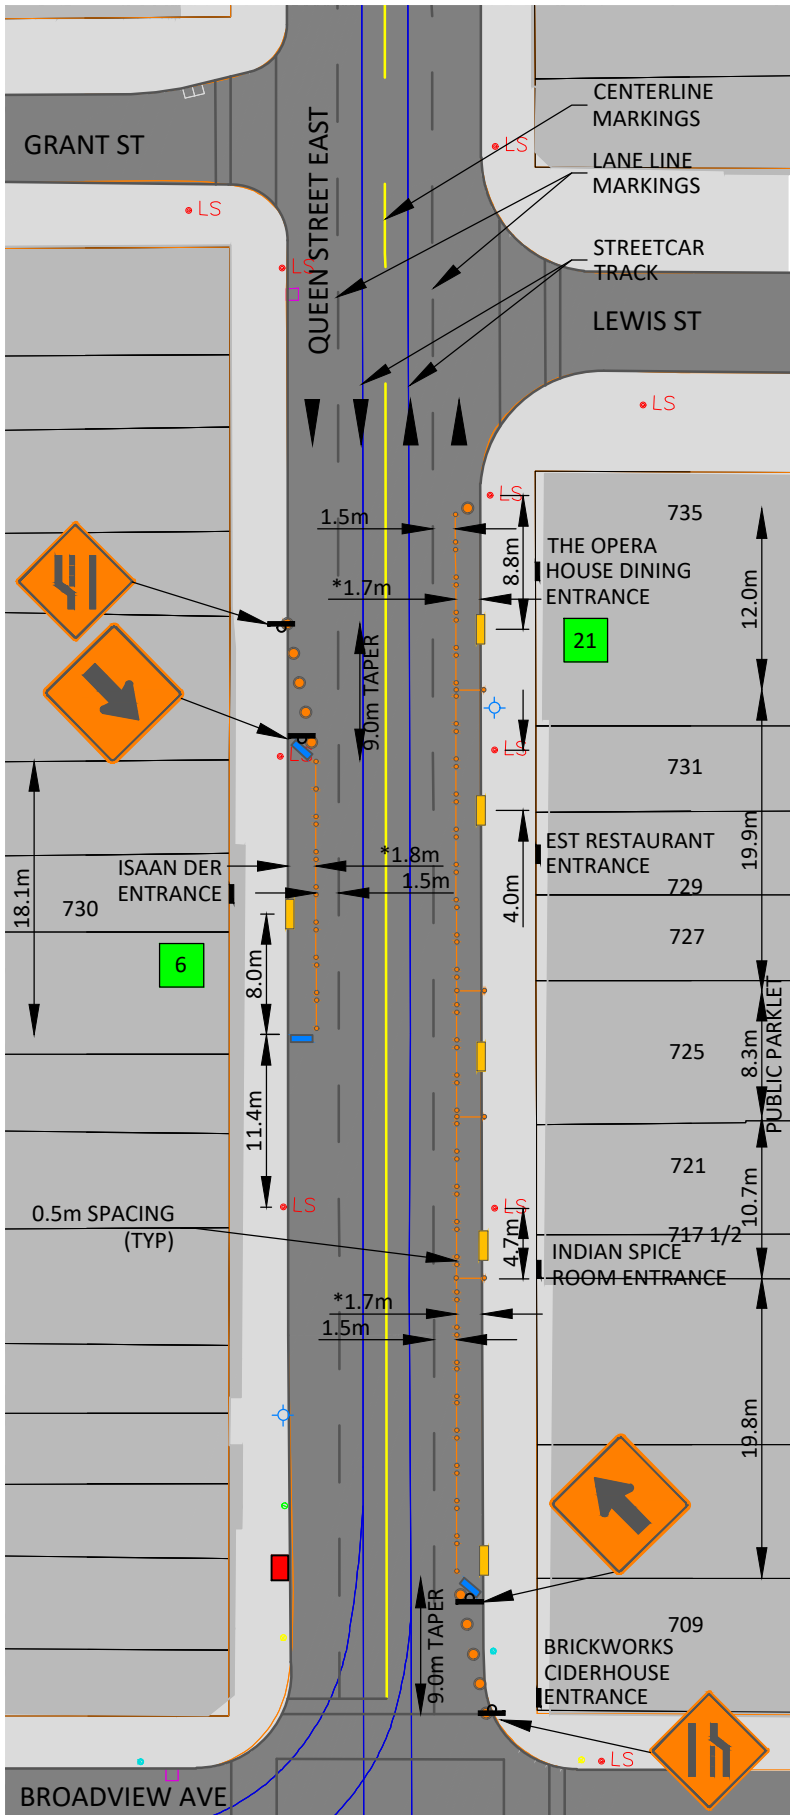 CENTERLINE
MARKINGS
GRANT ST
LS
LANE LINE
MARKINGS
QUEEN STREET EAST
LS
STREETCAR
TRACK
LS
LEWIS ST
LS
LS
735
1.5m
8.8m
THE OPERA
HOUSE DINING
ENTRANCE
*1.7m
12.0m
21
9.0m TAPER
LS
LS
731
EST RESTAURANT
ENTRANCE
19.9m
*1.8m
1.5m
ISAAN DER
ENTRANCE
18.1m
730
729
4.0m
727
6
8.0m
725
8.3m
PUBLIC PARKLET
11.4m
721
10.7m
LS
LS
0.5m SPACING
(TYP)
4.7m
717 1/2
INDIAN SPICE
ROOM ENTRANCE
*1.7m
1.5m
19.8m
9.0m TAPER
709
BRICKWORKS
CIDERHOUSE
ENTRANCE
LS
BROADVIEW AVE